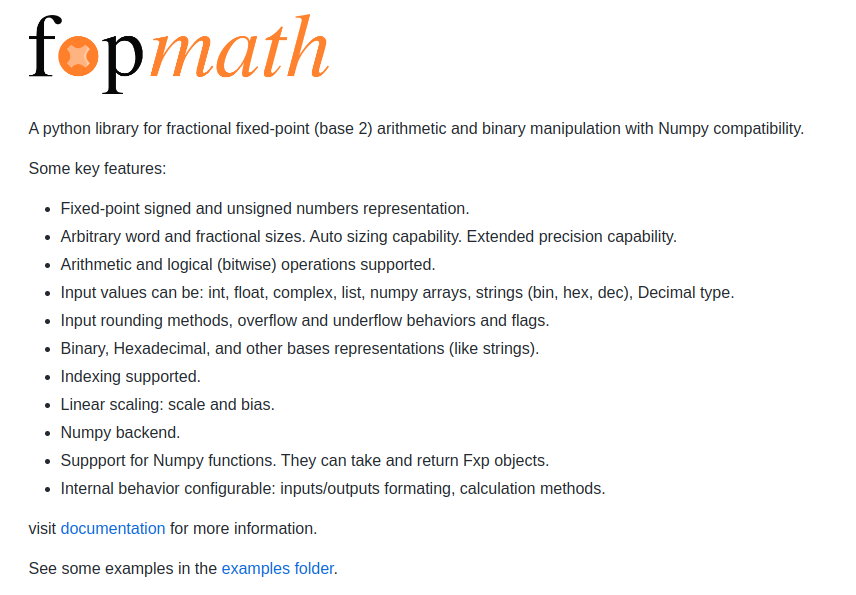 fxpmath
A python library for fractional fixed-point (base 2) arithmetic and binary manipulation with Numpy compatibility.
Some key features:
• Fixed-point signed and unsigned numbers representation.
• Arbitrary word and fractional sizes. Auto sizing capability. Extended precision capability.
• Arithmetic and logical (bitwise) operations supported.
• Input values can be: int, float, complex, list, numpy arrays, strings (bin, hex, dec), Decimal type.
• Input rounding methods, overflow and underflow behaviors and flags.
• Binary, Hexadecimal, and other bases representations (like strings).
• Indexing supported.
• Linear scaling: scale and bias.
• Numpy backend.
• Suppport for Numpy functions. They can take and return Fxp objects.
• Internal behavior configurable: inputs/outputs formating, calculation methods.
visit documentation for more information.
See some examples in the examples folder.